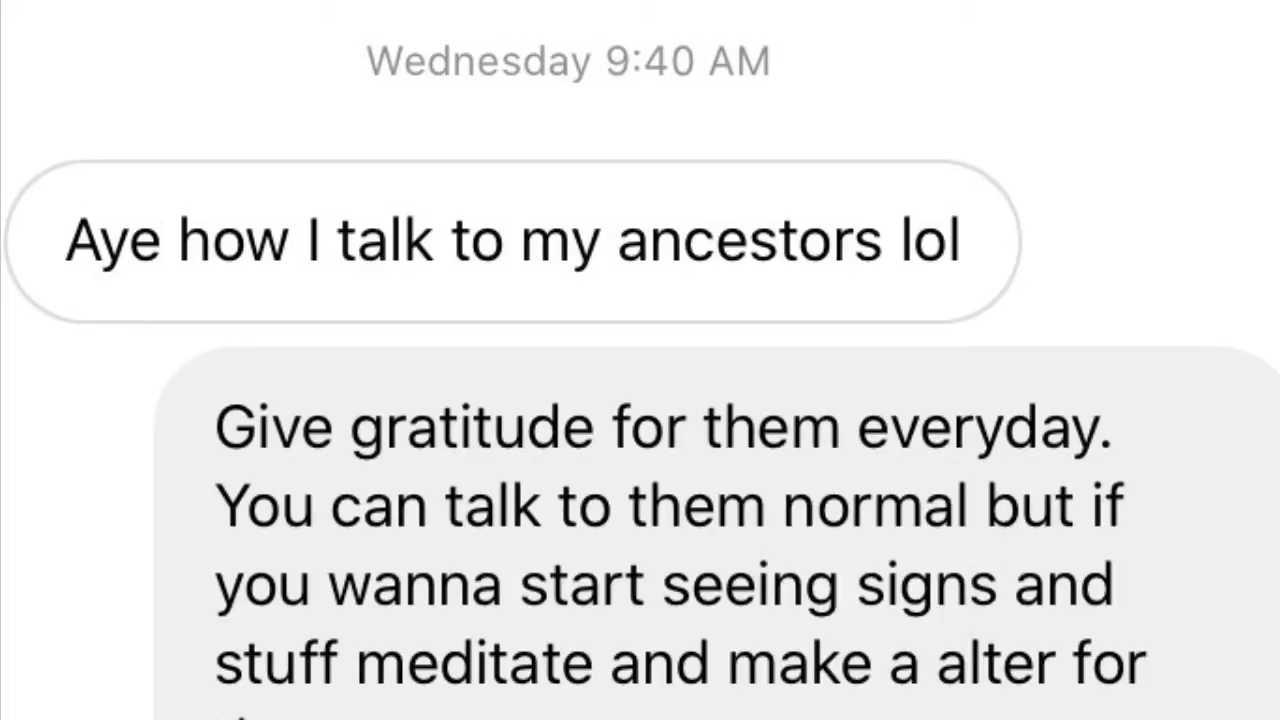 Wednesday 9:40 AM
Aye how I talk to my ancestors lol
Give gratitude for them everyday.
You can talk to them normal but if
you wanna start seeing signs and
stuff meditate and make a alter for